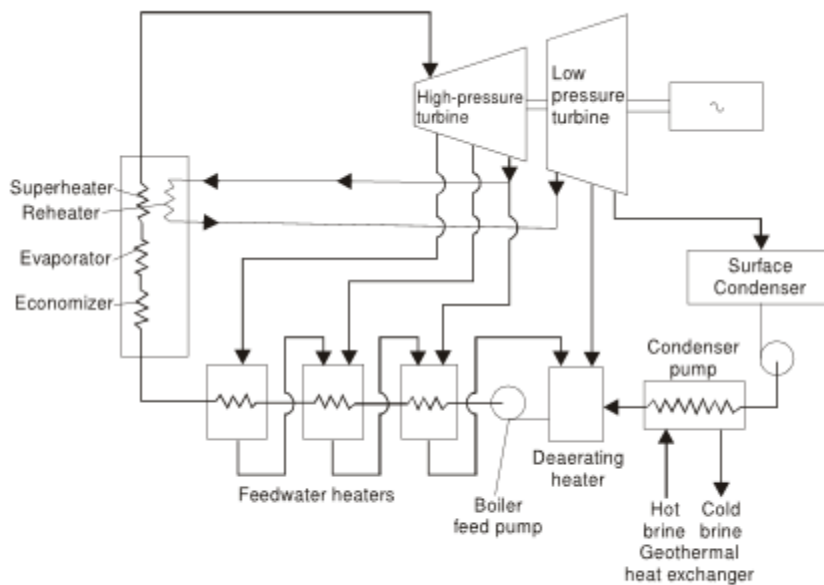 High-pressure
turbine
Low
pressure
turbine
~
Superheater
Reheater
Evaporator
Economizer
Surface
Condenser
Condenser
pump
Feedwater heaters
Boiler
feed pump
Deaerating
heater
Hot
brine
Cold
brine
Geothermal
heat exchanger